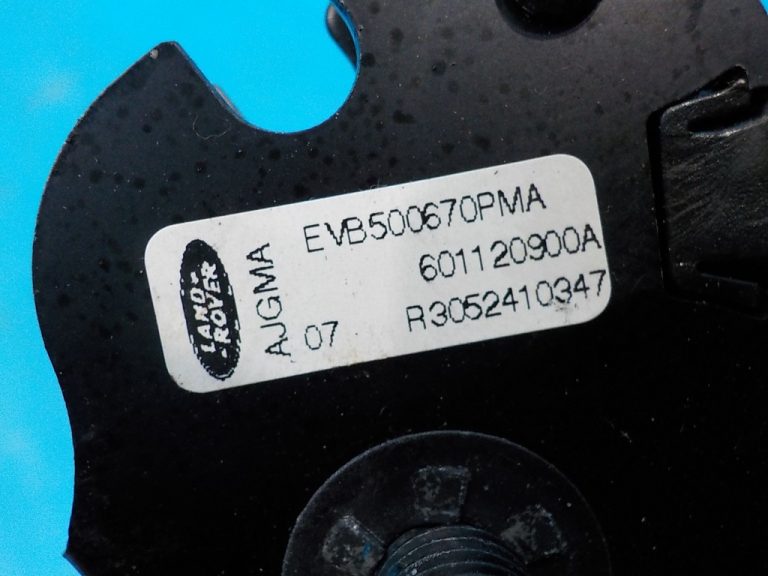 LAND-
-ROVER
AJGMA
EVB500670PMA
601120900A
07 R3052410347